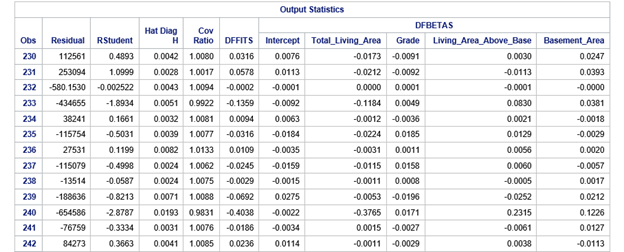 Output Statistics
DFBETAS
Obs Residual RStudent Hat Diag H Cov Ratio DFFITS Intercept Total_Living_Area Grade Living_Area_Above_Base Basement_Area
230 112561 0.4893 0.0042 1.0080 0.0316 0.0076 -0.0173 -0.0091 0.0030 0.0247
231 253094 1.0999 0.0028 1.0017 0.0578 0.0113 -0.0212 -0.0092 -0.0113 0.0393
232 -580.1530 -0.002522 0.0043 1.0094 -0.0002 -0.0001 0.0000 0.0001 -0.0001 -0.0000
233 -434655 -1.8934 0.0051 0.9922 -0.1359 -0.0092 -0.1184 0.0049 0.0830 0.0381
234 38241 0.1661 0.0032 1.0081 0.0094 0.0063 -0.0012 -0.0036 0.0021 -0.0018
235 -115754 -0.5031 0.0039 1.0077 -0.0316 -0.0184 -0.0224 0.0185 0.0129 -0.0029
236 27531 0.1199 0.0082 1.0133 0.0109 -0.0035 -0.0031 0.0011 0.0056 0.0020
237 -115079 -0.4998 0.0024 1.0062 -0.0245 -0.0159 -0.0115 0.0158 0.0060 -0.0057
238 -13514 -0.0587 0.0024 1.0075 -0.0029 -0.0015 -0.0011 0.0008 -0.0005 0.0017
239 -188636 -0.8213 0.0071 1.0088 -0.0692 0.0275 -0.0053 -0.0196 -0.0252 0.0212
240 -654586 -2.8787 0.0193 0.9831 -0.4038 -0.0022 -0.3765 0.0171 0.2315 0.1226
241 -76759 -0.3334 0.0031 1.0076 -0.0186 -0.0034 0.0015 -0.0027 -0.0061 0.0127
242 84273 0.3663 0.0041 1.0085 0.0236 0.0114 -0.0011 -0.0029 0.0038 -0.0113